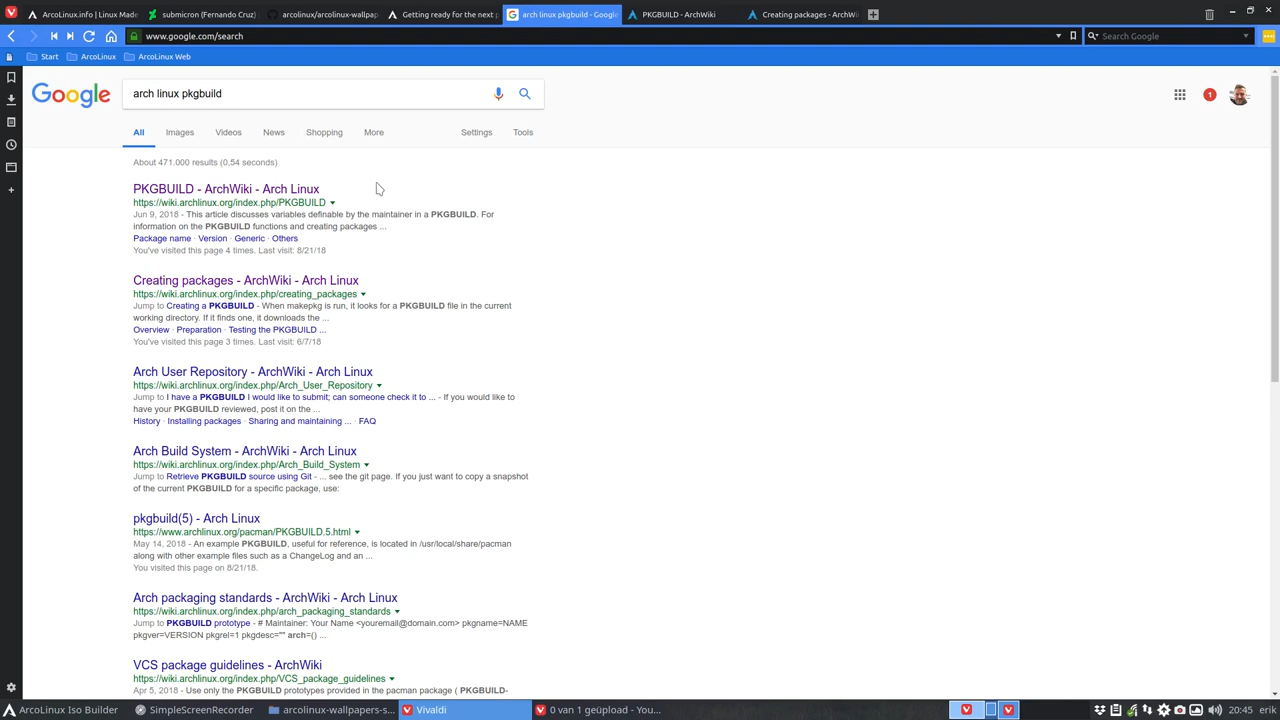 ArcoLinux.info | Linux Made
submicron (Fernando Cruz)
arcolinux/arcolinux-wallpap
Getting ready for the next p
arch linux pkgbuild - Google
PKGBUILD - ArchWiki
Creating packages - ArchWi
www.google.com/search
Search Google
Start
ArcoLinux
ArcoLinux Web
Google
arch linux pkgbuild
1
All
Images
Videos
News
Shopping
More
Settings
Tools
About 471.000 results (0,54 seconds)
PKGBUILD - ArchWiki - Arch Linux
https://wiki.archlinux.org/index.php/PKGBUILD
Jun 9, 2018 - This article discusses variables definable by the maintainer in a PKGBUILD. For
information on the PKGBUILD functions and creating packages ...
Package name · Version · Generic · Others
You've visited this page 4 times. Last visit: 8/21/18
Creating packages - ArchWiki - Arch Linux
https://wiki.archlinux.org/index.php/creating_packages
Jump to Creating a PKGBUILD - When makepkg is run, it looks for a PKGBUILD file in the current
working directory. If it finds one, it downloads the ...
Overview · Preparation · Testing the PKGBUILD ...
You've visited this page 3 times. Last visit: 6/7/18
Arch User Repository - ArchWiki - Arch Linux
https://wiki.archlinux.org/index.php/Arch_User_Repository
Jump to I have a PKGBUILD I would like to submit; can someone check it to ... - If you would like to
have your PKGBUILD reviewed, post it on the ...
History · Installing packages · Sharing and maintaining ... · FAQ
Arch Build System - ArchWiki - Arch Linux
https://wiki.archlinux.org/index.php/Arch_Build_System
Jump to Retrieve PKGBUILD source using Git - ... see the git page. If you just want to copy a snapshot
of the current PKGBUILD for a specific package, use:
pkgbuild(5) - Arch Linux
https://www.archlinux.org/pacman/PKGBUILD.5.html
May 14, 2018 - An example PKGBUILD, useful for reference, is located in /usr/local/share/pacman
along with other example files such as a ChangeLog and an ...
You visited this page on 8/21/18.
Arch packaging standards - ArchWiki - Arch Linux
https://wiki.archlinux.org/index.php/arch_packaging_standards
Jump to PKGBUILD prototype - # Maintainer: Your Name <youremail@domain.com> pkgname=NAME
pkgver=VERSION pkgrel=1 pkgdesc="" arch=() ...
VCS package guidelines - ArchWiki
https://wiki.archlinux.org/index.php/VCS_package_guidelines
Apr 5, 2018 - Use only the PKGBUILD prototypes provided in the pacman package ( PKGBUILD-
ArcoLinux Iso Builder
SimpleScreenRecorder
arcolinux-wallpapers-s...
Vivaldi
0 van 1 geüpload - You...
20:45
erik